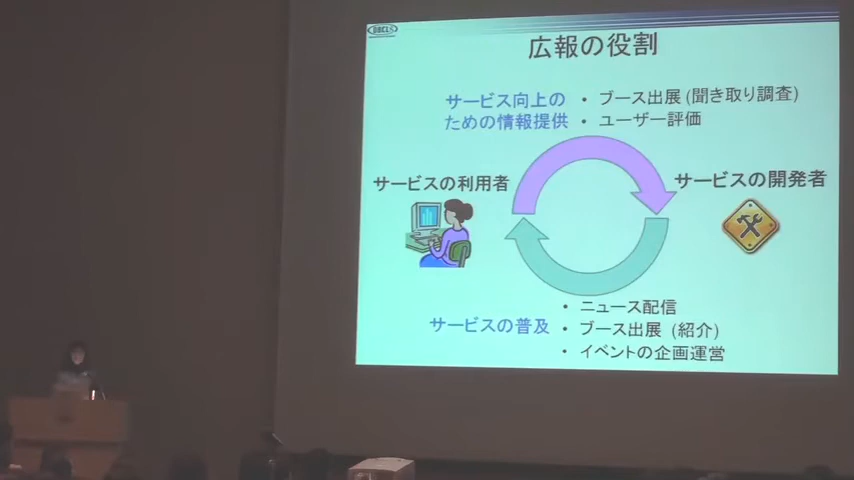 DBCLS
広報の役割
サービス向上の
ための情報提供
・ ブース出展 (聞き取り調査)
・ ユーザー評価
サービスの利用者
サービスの開発者
サービスの普及
・ ニュース配信
・ ブース出展 (紹介)
・ イベントの企画運営